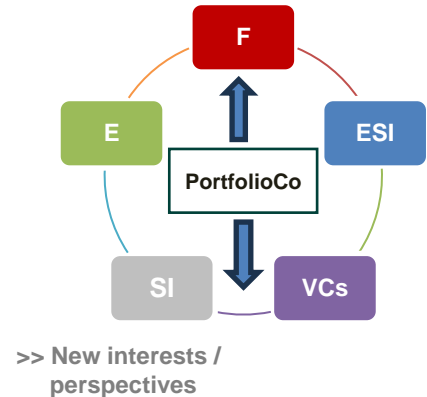 F
E
ESI
PortfolioCo
SI
VCs
>> New interests /
perspectives